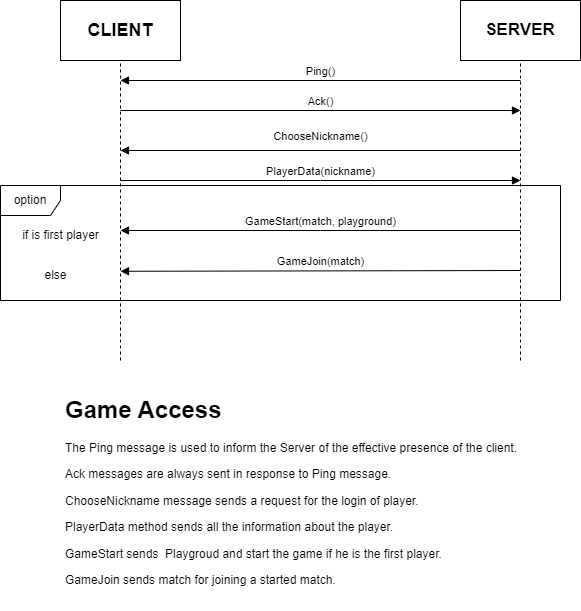 CLIENT
SERVER
Ping()
Ack()
ChooseNickname()
PlayerData(nickname)
option
GameStart(match, playground)
if is first player
GameJoin(match)
else
Game Access
The Ping message is used to inform the Server of the effective presence of the client.
Ack messages are always sent in response to Ping message.
ChooseNickname message sends a request for the login of player.
PlayerData method sends all the information about the player.
GameStart sends  Playgroud and start the game if he is the first player.
GameJoin sends match for joining a started match.